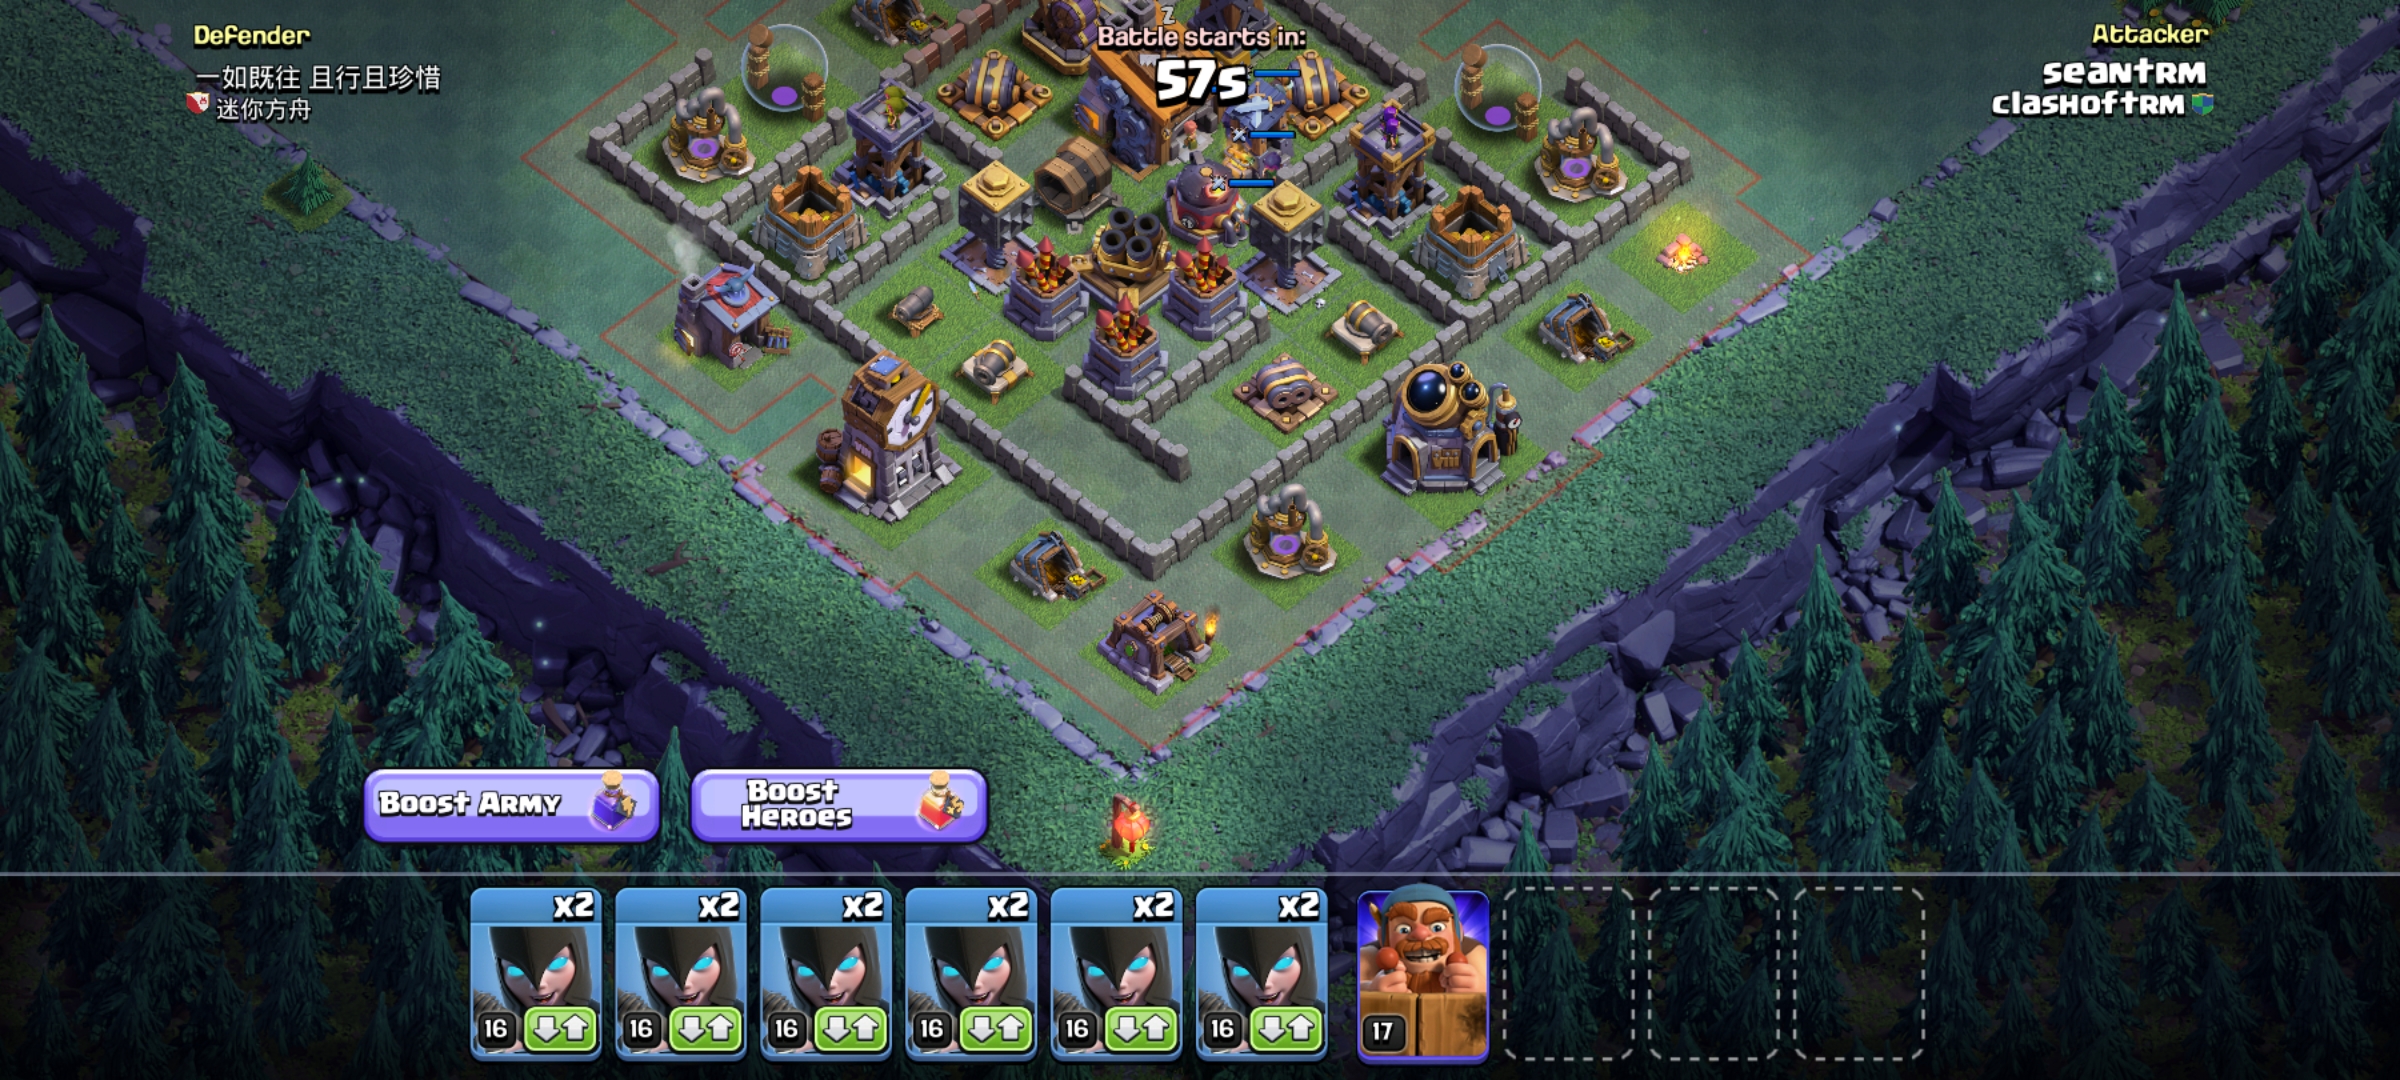 Defender
一如既往 且行且珍惜
迷你方舟
Battle starts in:
57s
Attacker
seantRM
clashoftRM
Boost Army
Boost
Heroes
x2
x2
x2
x2
x2
x2
16
16
16
16
16
16
17